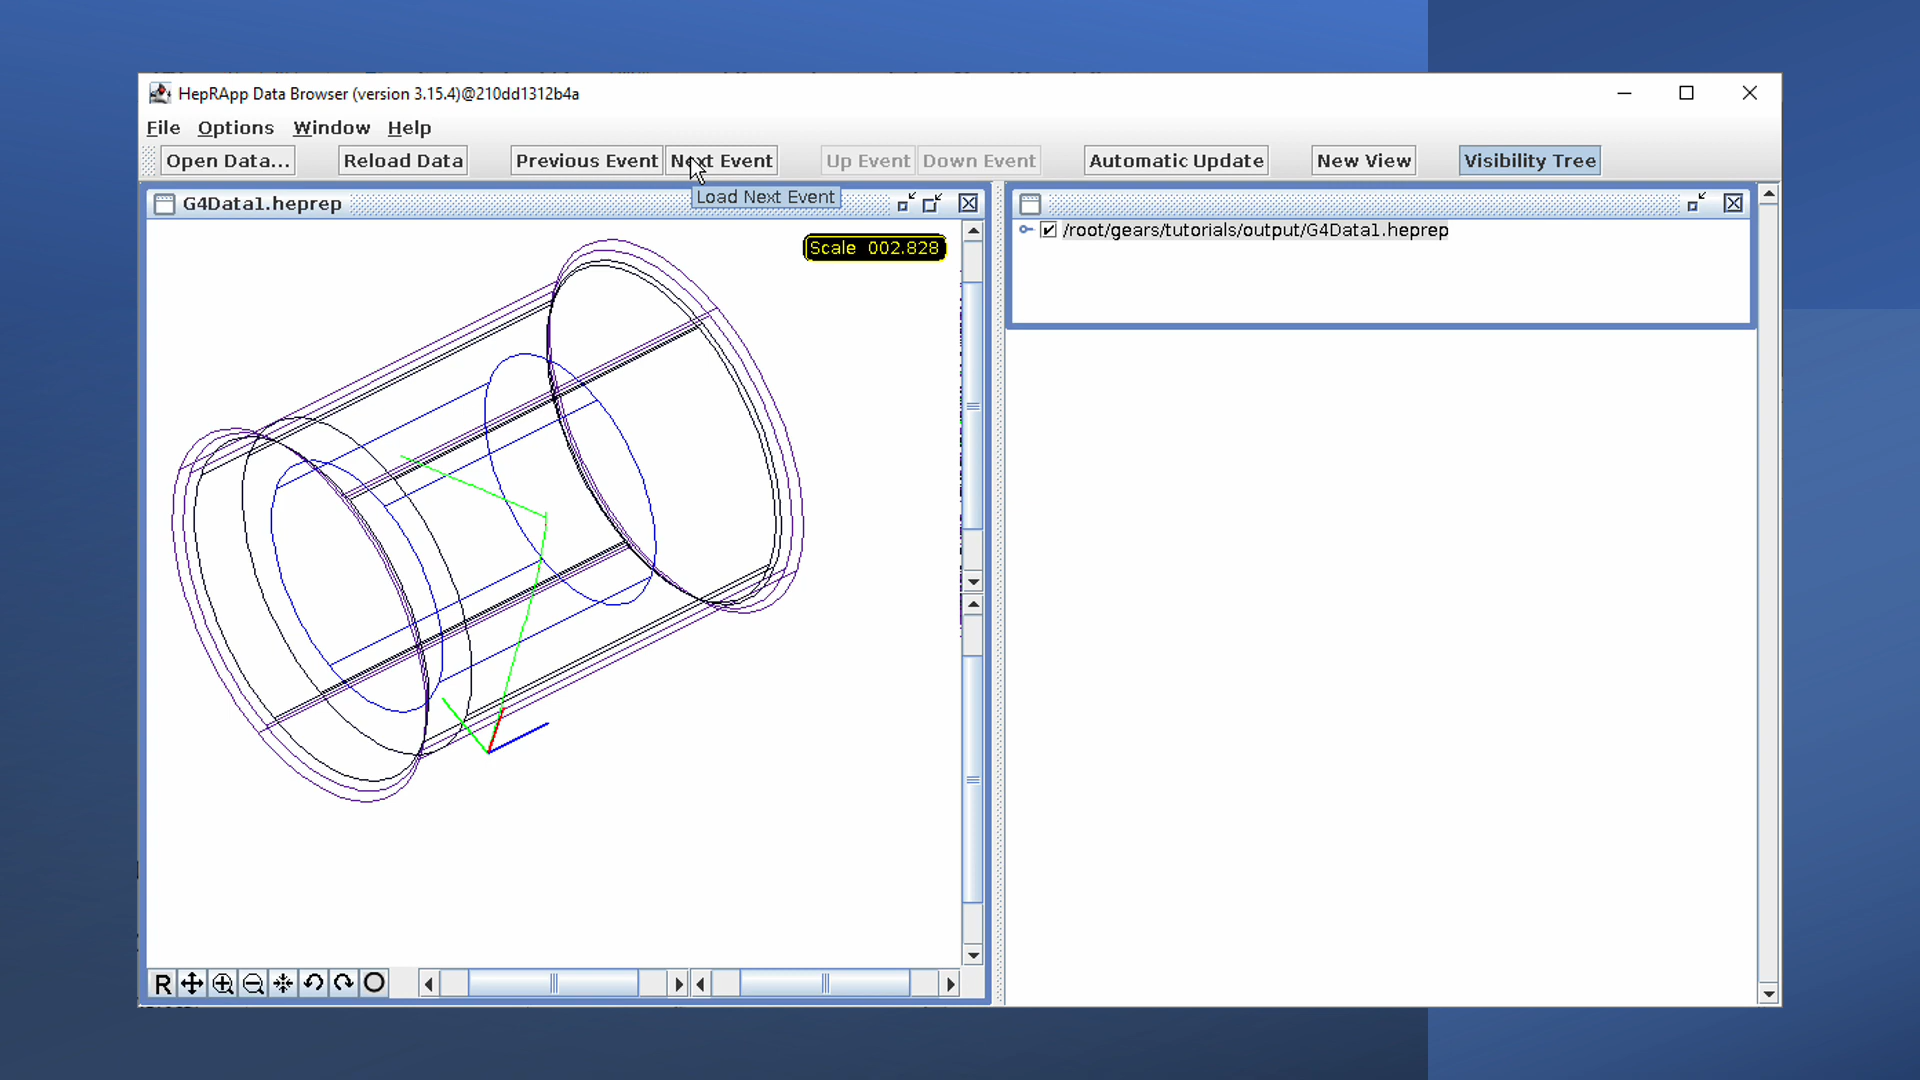 HepRApp Data Browser (version 3.15.4)@210dd1312b4a
File Options Window Help
Open Data... Reload Data Previous Event Next Event Up Event Down Event Automatic Update New View Visibility Tree
Load Next Event
G4Data1.heprep
Scale 002.828
R
/root/gears/tutorials/output/G4Data1.heprep